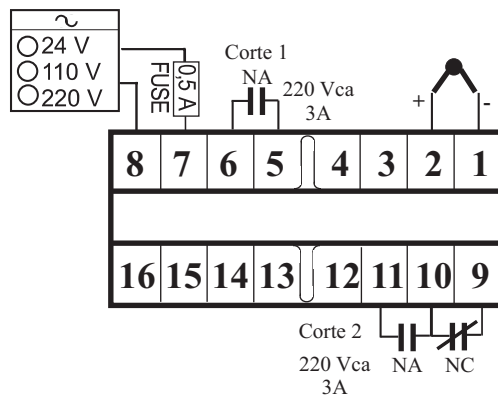 ~
24 V
110 V
220 V
0,5 A
FUSE
Corte 1
NA
220 Vca
3A
+ -
8 7 6 5 4 3 2 1
16 15 14 13 12 11 10 9
Corte 2
220 Vca
3A
NA NC